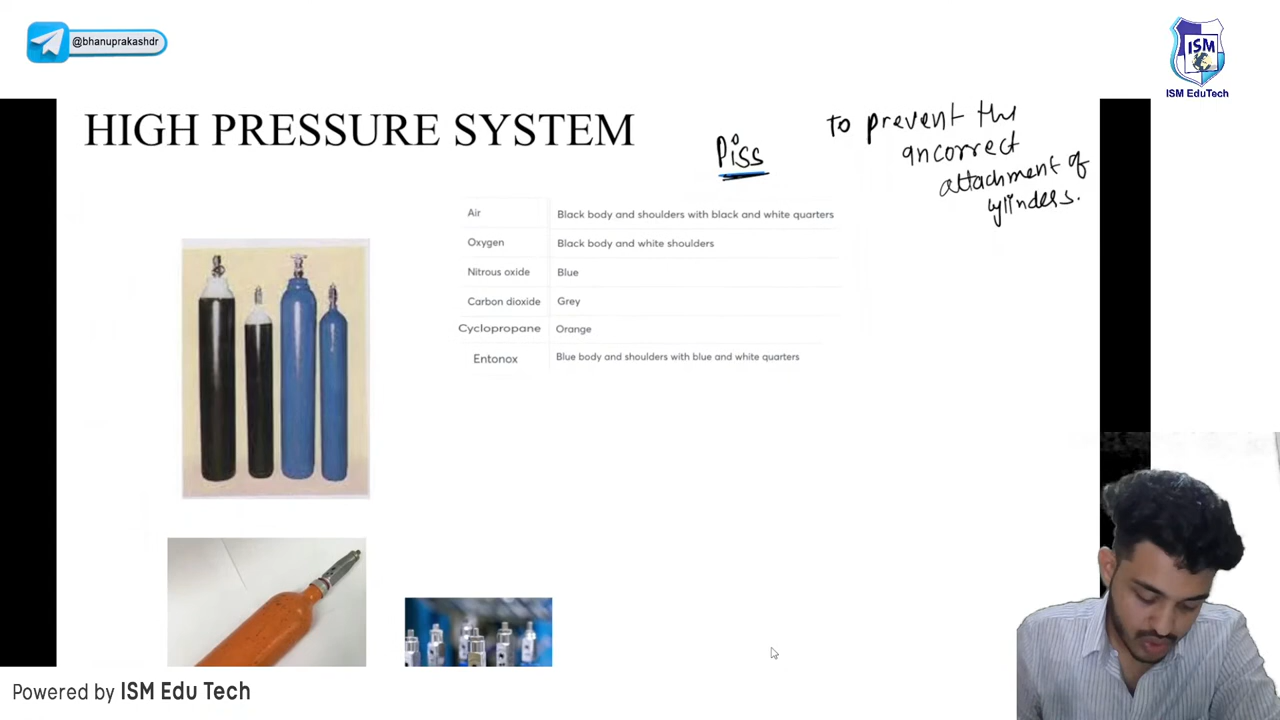 @bhanuprakashdr
ISM
ISM EduTech
HIGH PRESSURE SYSTEM
Piss
to prevent the
incorrect
attachment of
cylinders.
Air Black body and shoulders with black and white quarters
Oxygen Black body and white shoulders
Nitrous oxide Blue
Carbon dioxide Grey
Cyclopropane Orange
Entonox Blue body and shoulders with blue and white quarters
Powered by ISM Edu Tech